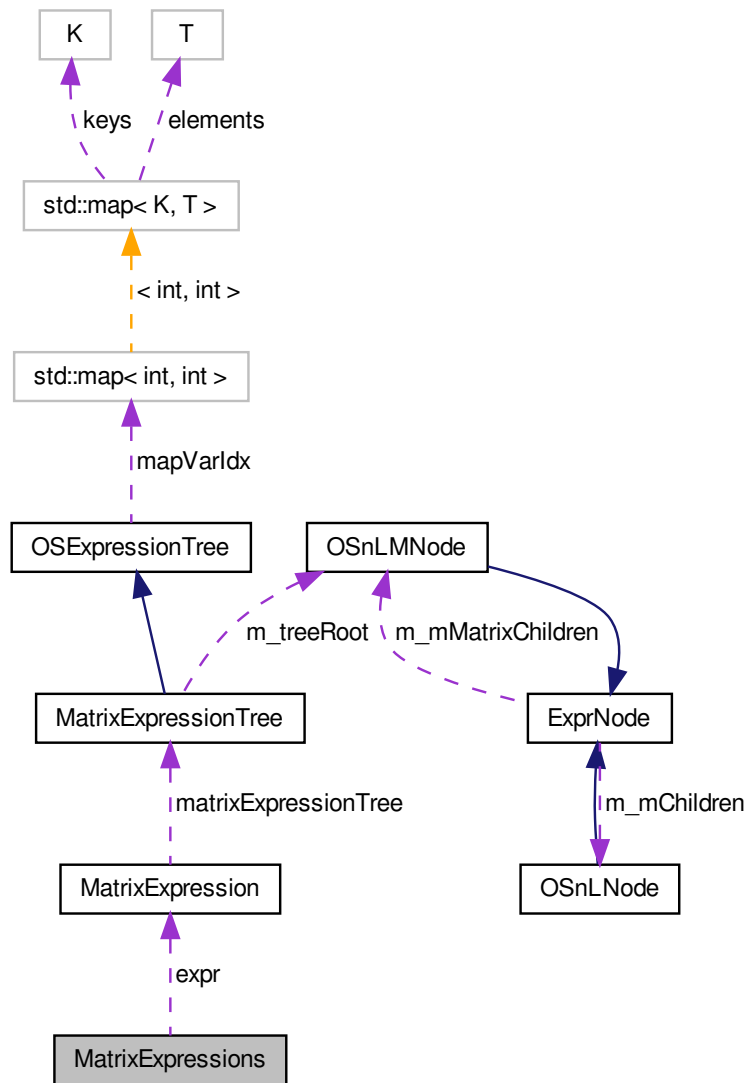 K
T
keys
elements
std::map< K, T >
< int, int >
std::map< int, int >
mapVarIdx
OSExpressionTree
OSnLMNode
m_treeRoot
m_mMatrixChildren
MatrixExpressionTree
ExprNode
matrixExpressionTree
m_mChildren
MatrixExpression
OSnLNode
expr
MatrixExpressions